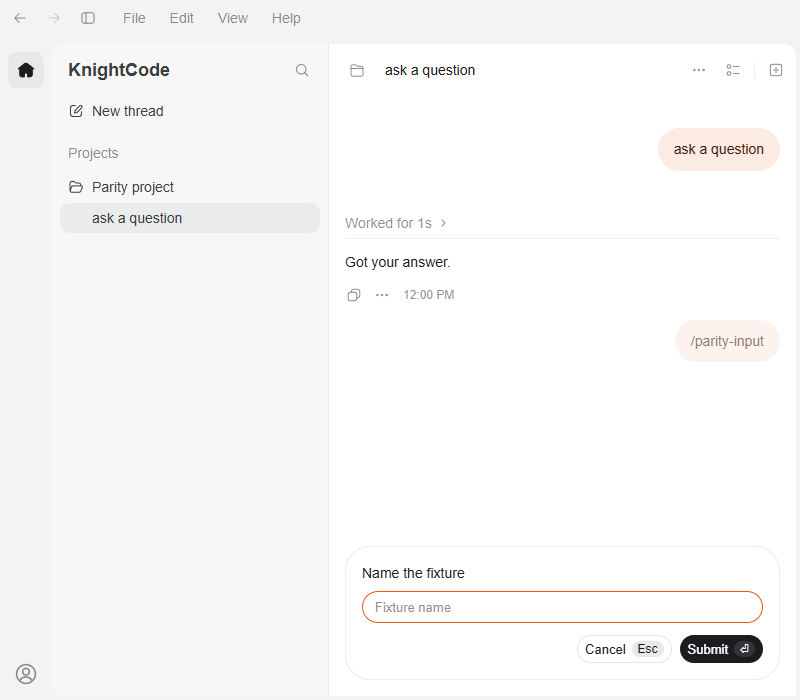 File Edit View Help
KnightCode
New thread
Projects
Parity project
ask a question
ask a question
ask a question
Worked for 1s
Got your answer.
12:00 PM
/parity-input
Name the fixture
Fixture name
Cancel Esc
Submit